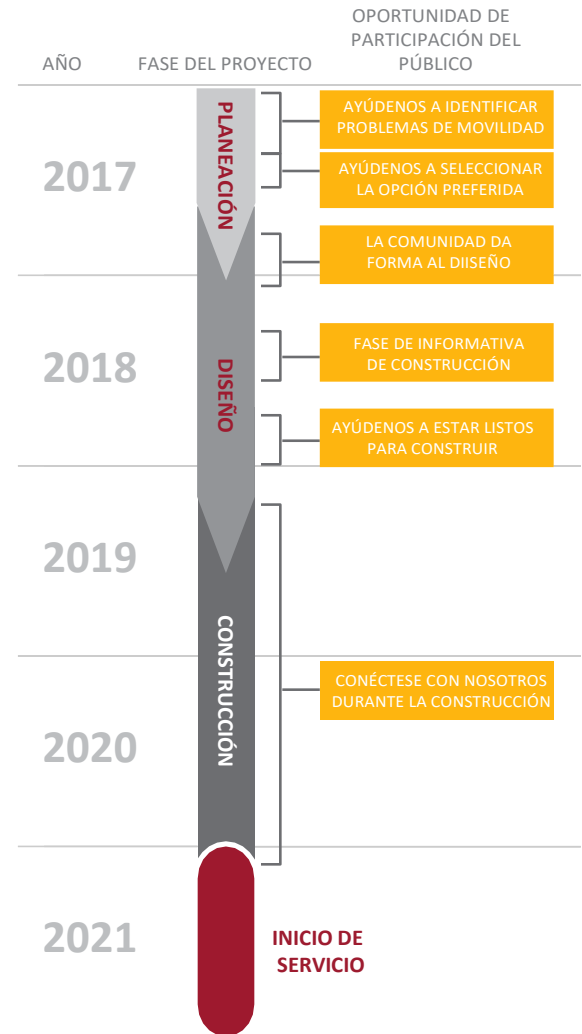 AÑO
FASE DEL PROYECTO
OPORTUNIDAD DE
PARTICIPACIÓN DEL
PÚBLICO
2017
PLANEACIÓN
AYÚDENOS A IDENTIFICAR
PROBLEMAS DE MOVILIDAD
AYÚDENOS A SELECCIONAR
LA OPCIÓN PREFERIDA
LA COMUNIDAD DA
FORMA AL DIISEÑO
2018
DISEÑO
FASE DE INFORMATIVA
DE CONSTRUCCIÓN
AYÚDENOS A ESTAR LISTOS
PARA CONSTRUIR
2019
CONSTRUCCIÓN
2020
CONÉCTESE CON NOSOTROS
DURANTE LA CONSTRUCCIÓN
2021
INICIO DE
SERVICIO